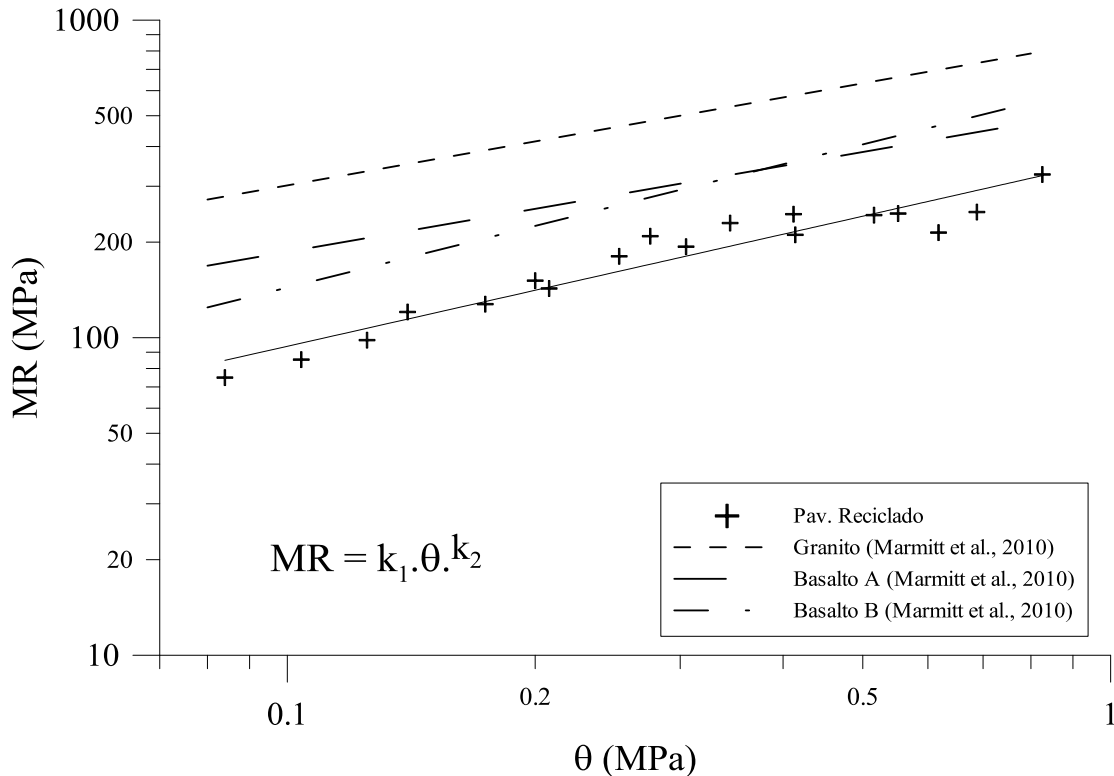 1000
500
200
100
50
20
10
MR (MPa)
MR = k1.θ.k2
Pav. Reciclado
Granito (Marmitt et al., 2010)
Basalto A (Marmitt et al., 2010)
Basalto B (Marmitt et al., 2010)
0.1
0.2
0.5
1
θ (MPa)